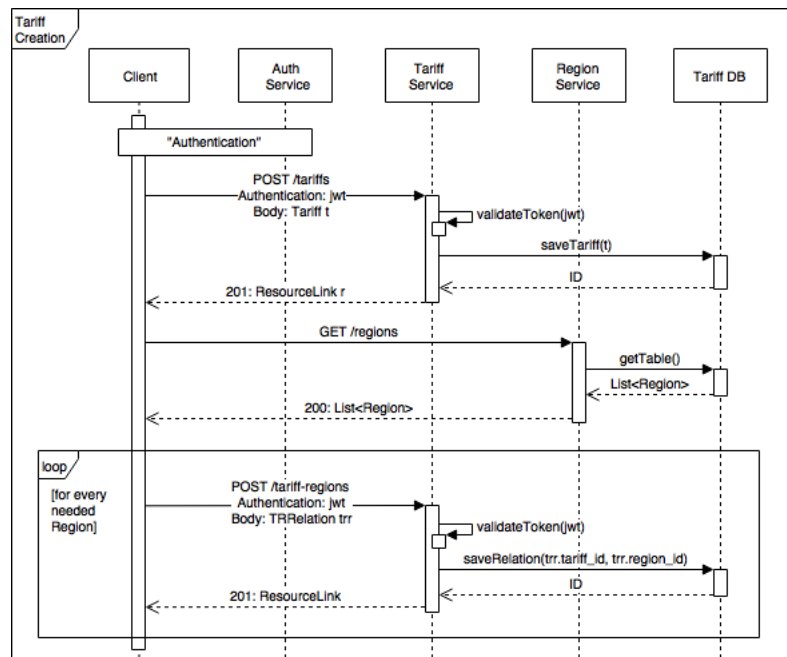 Tariff
Creation
Client
Auth
Service
Tariff
Service
Region
Service
Tariff DB
"Authentication"
POST /tariffs
Authentication: jwt
Body: Tariff t
validateToken(jwt)
saveTariff(t)
ID
201: ResourceLink r
GET /regions
getTable()
List<Region>
200: List<Region>
loop
[for every
needed
Region]
POST /tariff-regions
Authentication: jwt
Body: TRRelation trr
validateToken(jwt)
saveRelation(trr.tariff_id, trr.region_id)
ID
201: ResourceLink